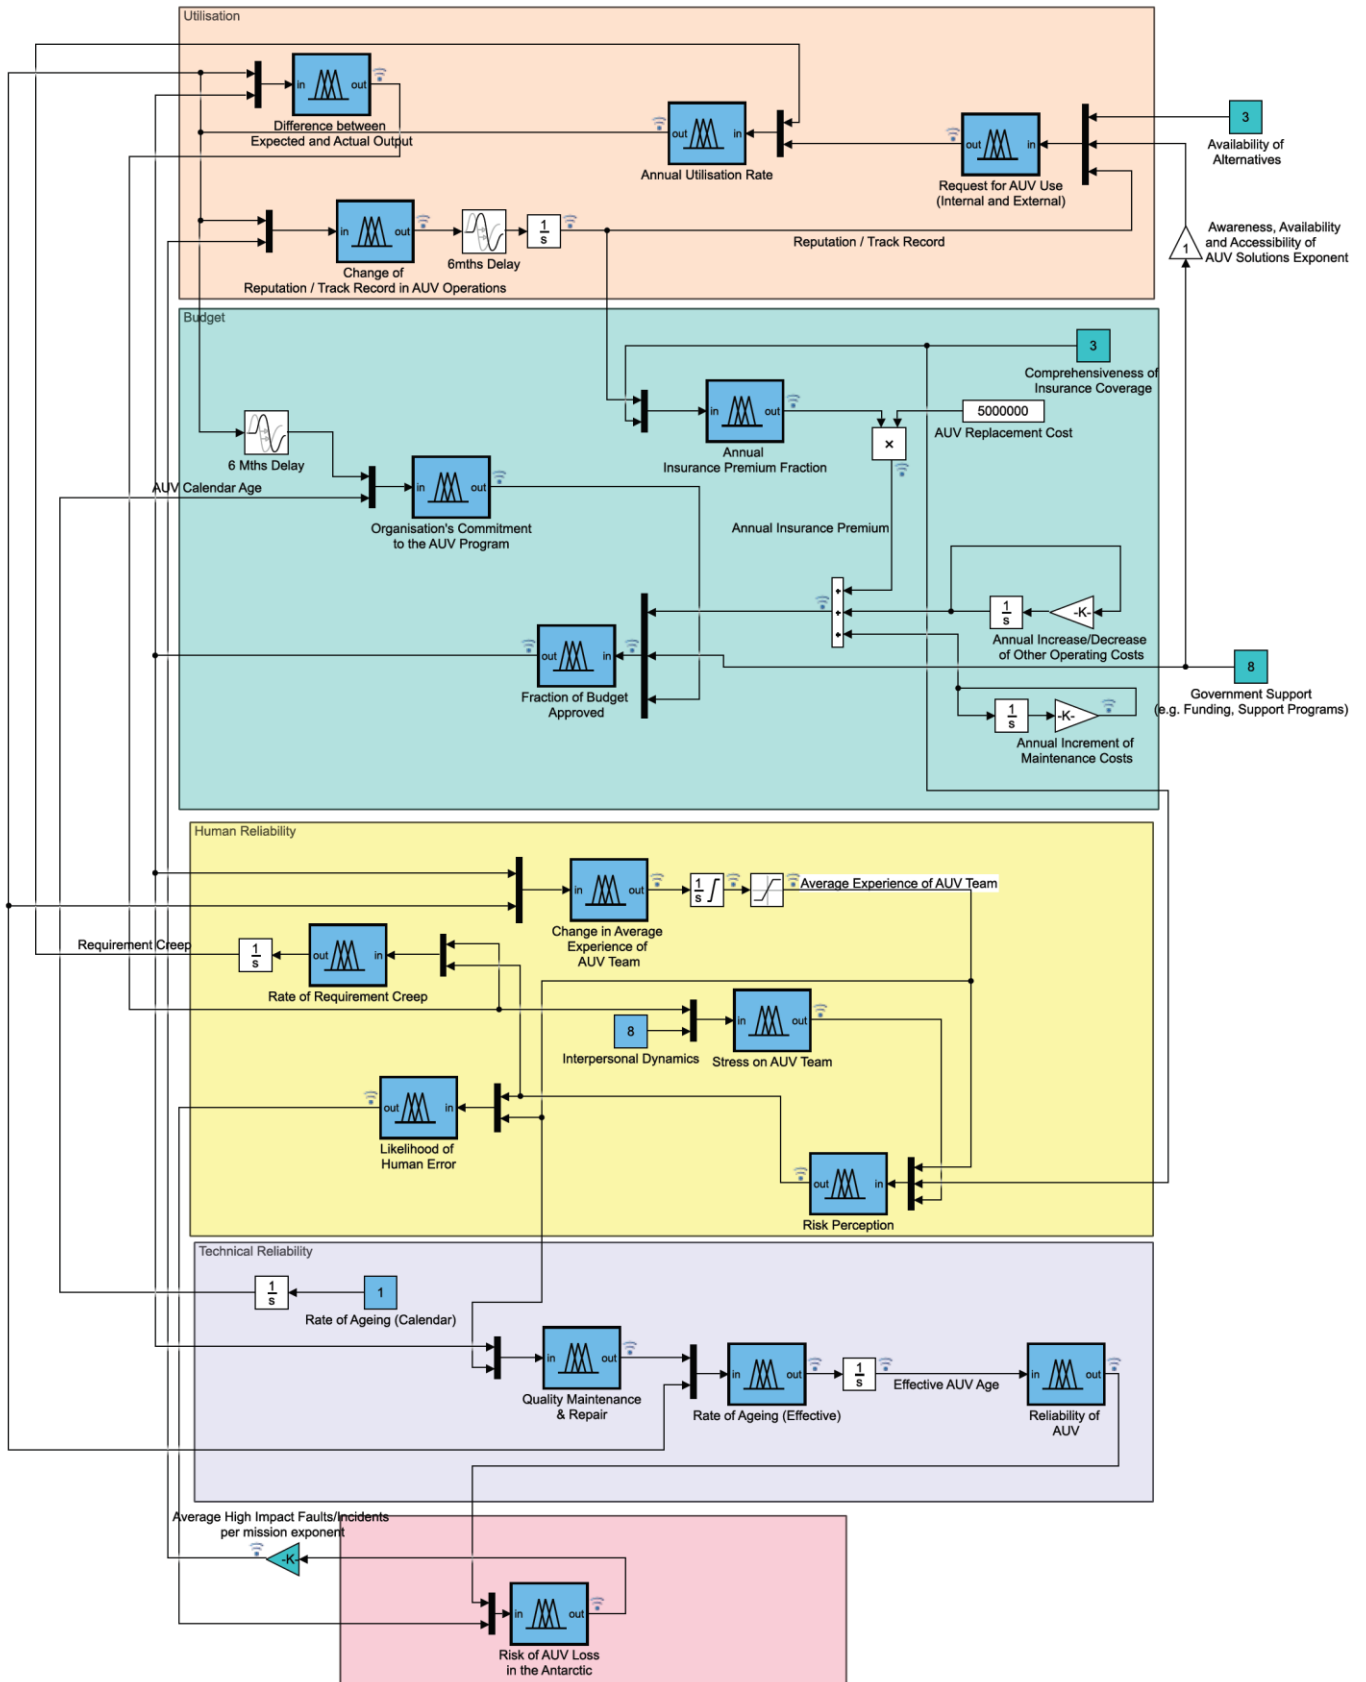 Utilisation
in
out
Difference between
Expected and Actual Output
out
in
Annual Utilisation Rate
out
in
Request for AUV Use
(Internal and External)
3
Availability of
Alternatives
in
out
Change of
Reputation / Track Record in AUV Operations
6mths Delay
1
s
Reputation / Track Record
1
Awareness, Availability
and Accessibility of
AUV Solutions Exponent
Budget
3
Comprehensiveness of
Insurance Coverage
in
out
Annual
Insurance Premium Fraction
5000000
AUV Replacement Cost
×
6 Mths Delay
AUV Calendar Age
in
out
Organisation's Commitment
to the AUV Program
Annual Insurance Premium
+
+
+
1
s
-K-
Annual Increase/Decrease
of Other Operating Costs
out
in
Fraction of Budget
Approved
8
Government Support
(e.g. Funding, Support Programs)
1
s
-K-
Annual Increment of
Maintenance Costs
Human Reliability
in
out
Change in Average
Experience of
AUV Team
1
s
Average Experience of AUV Team
Requirement Creep
1
s
out
in
Rate of Requirement Creep
8
Interpersonal Dynamics
in
out
Stress on AUV Team
out
in
Likelihood of
Human Error
out
in
Risk Perception
Technical Reliability
1
s
1
Rate of Ageing (Calendar)
in
out
Quality Maintenance
& Repair
in
out
Rate of Ageing (Effective)
1
s
Effective AUV Age
in
out
Reliability of
AUV
Average High Impact Faults/Incidents
per mission exponent
-K-
in
out
Risk of AUV Loss
in the Antarctic